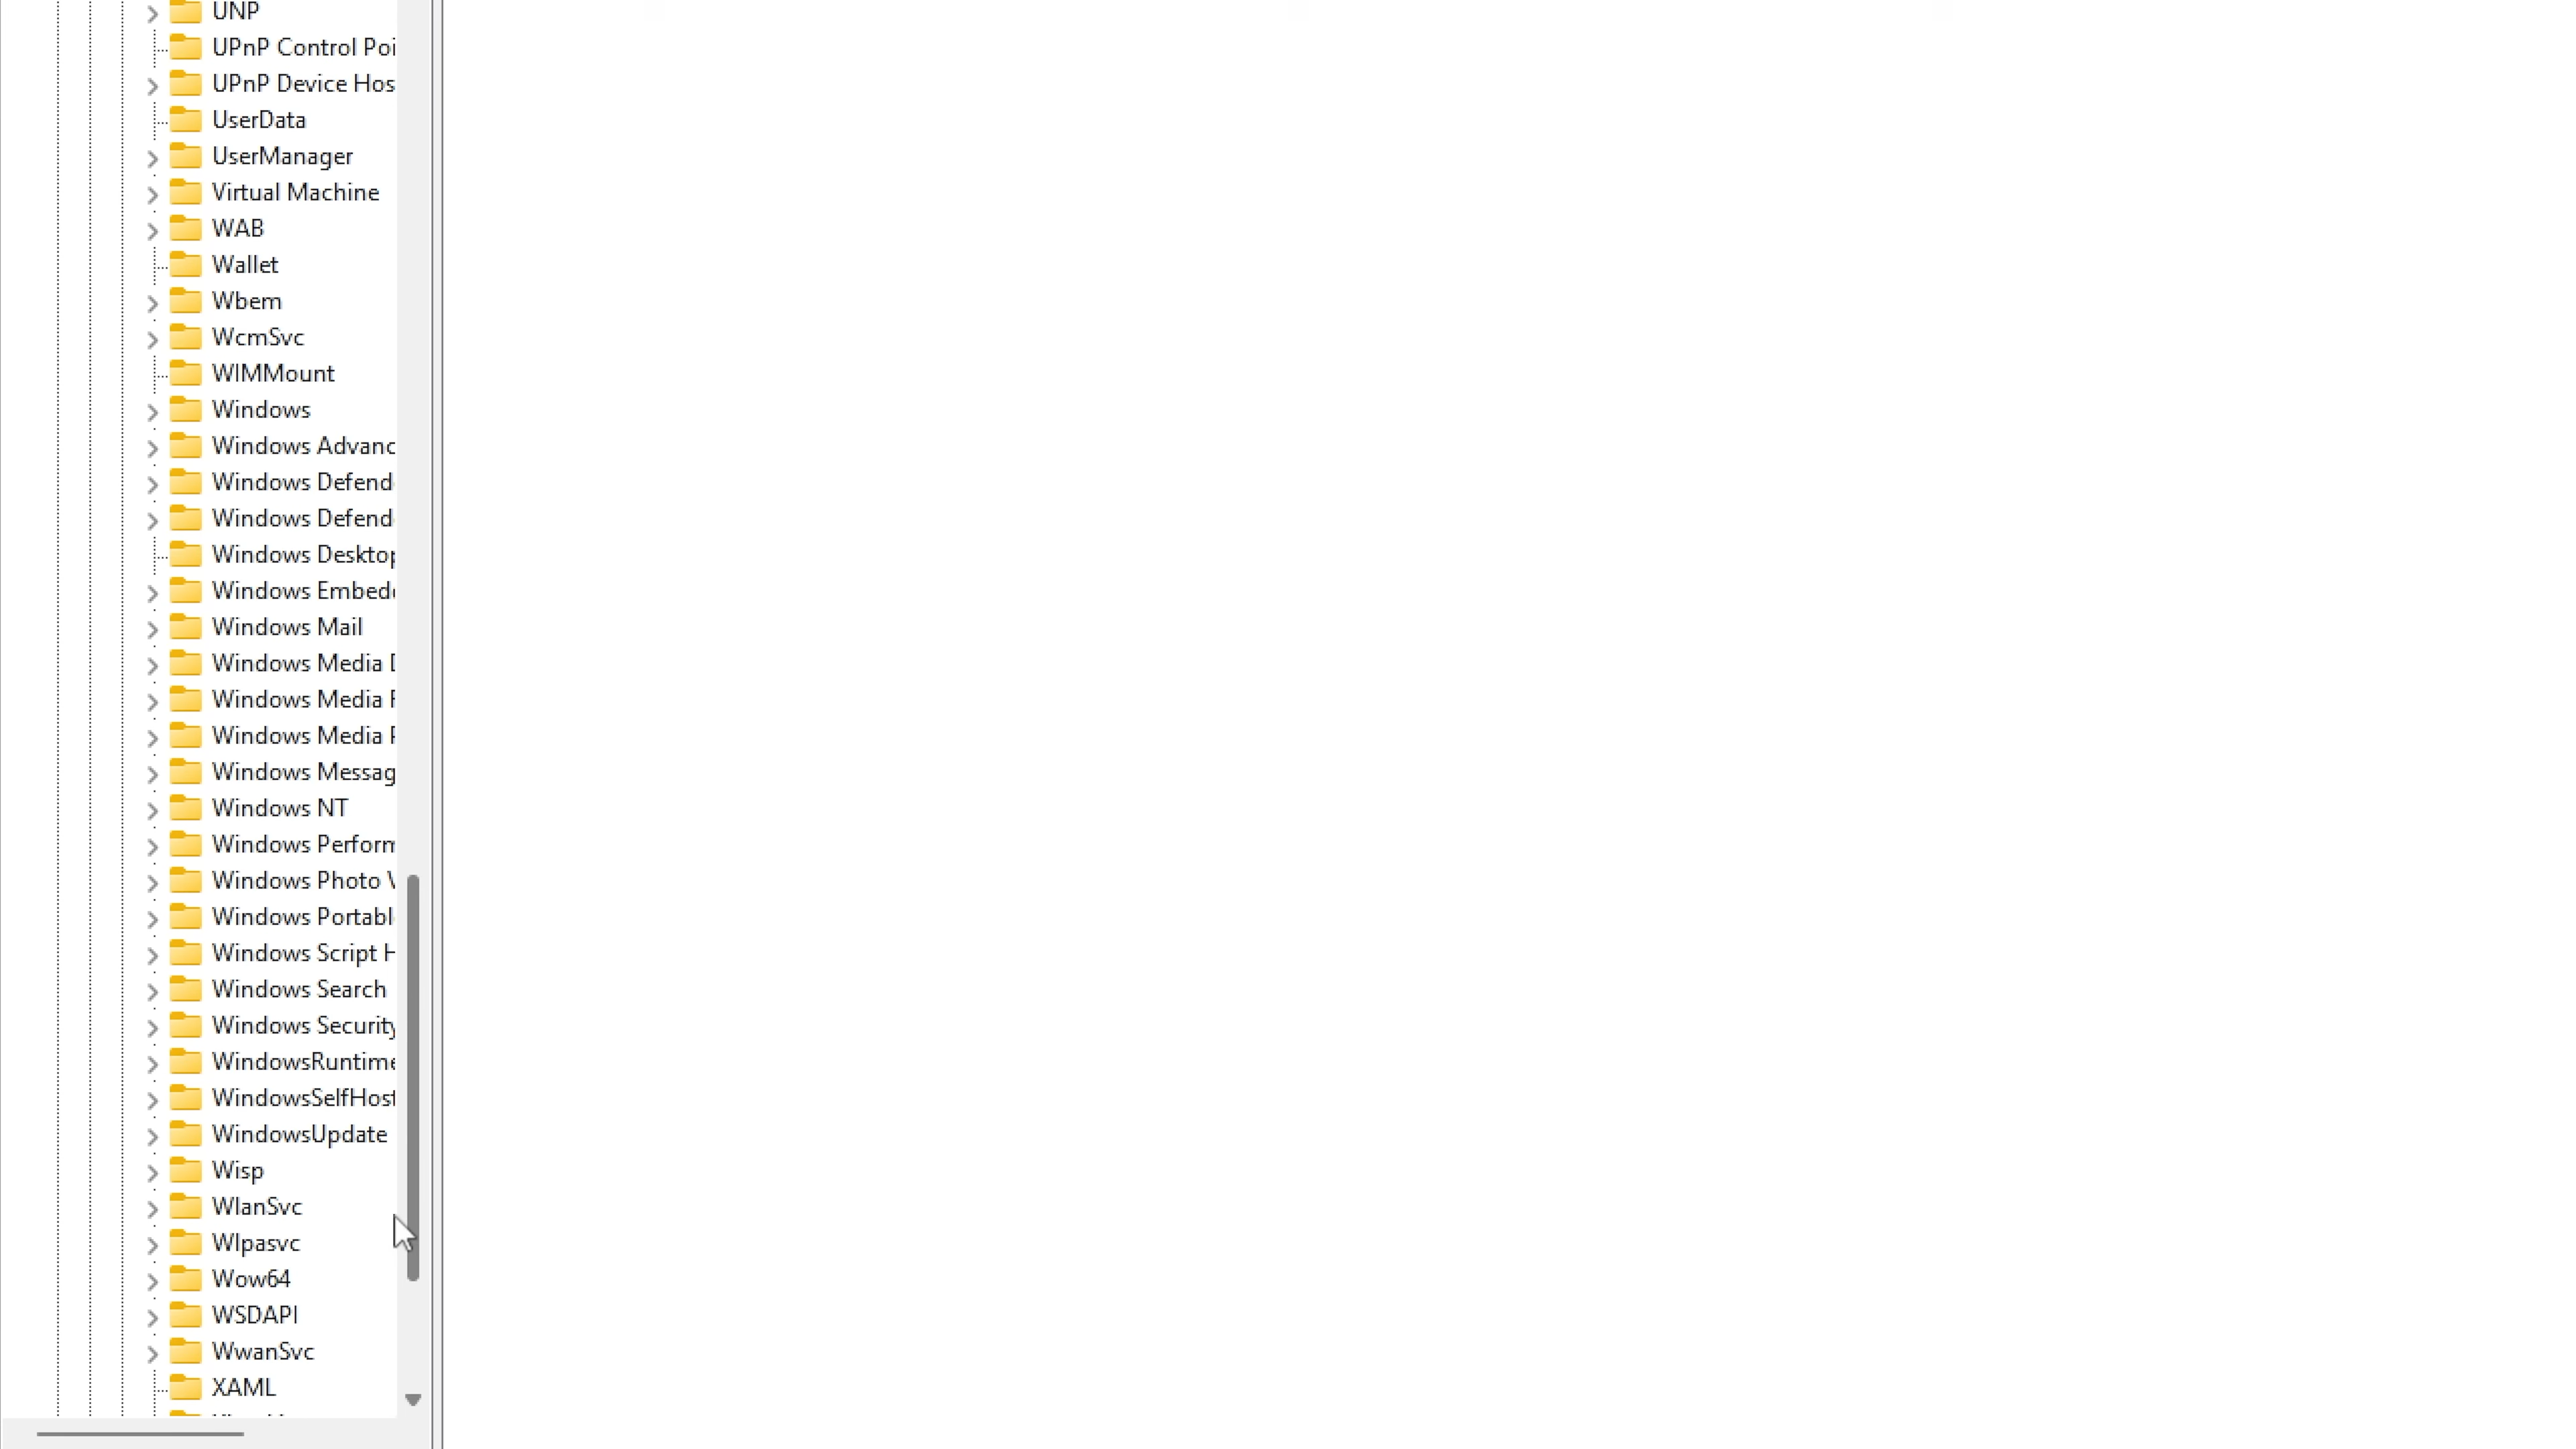 UNP
UPnP Control Poi
UPnP Device Hos
UserData
UserManager
Virtual Machine
WAB
Wallet
Wbem
WcmSvc
WIMMount
Windows
Windows Advanc
Windows Defend
Windows Defend
Windows Desktop
Windows Embed
Windows Mail
Windows Media
Windows Media
Windows Media
Windows Messag
Windows NT
Windows Perform
Windows Photo
Windows Portabl
Windows Script H
Windows Search
Windows Security
WindowsRuntime
WindowsSelfHost
WindowsUpdate
Wisp
WlanSvc
Wlpasvc
Wow64
WSDAPI
WwanSvc
XAML